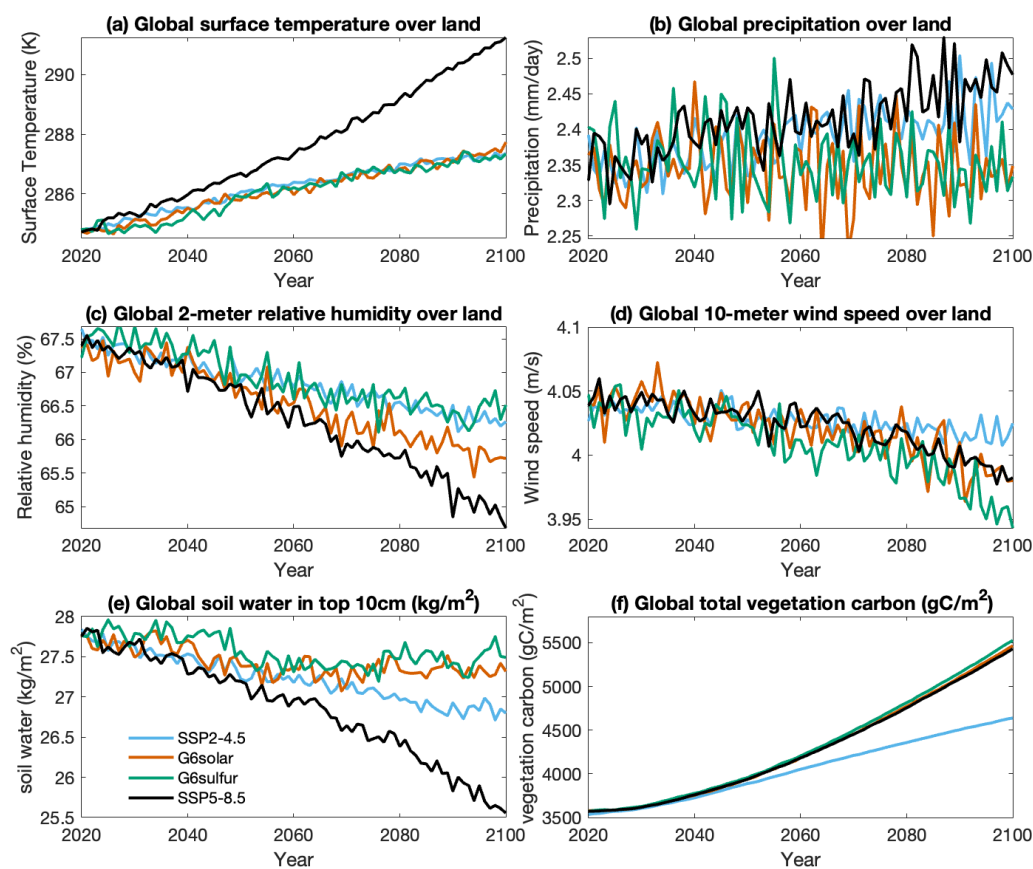 (a) Global surface temperature over land
Surface Temperature (K)
290
288
286
2020 2040 2060 2080 2100
Year
(b) Global precipitation over land
Precipitation (mm/day)
2.5
2.45
2.4
2.35
2.3
2.25
2020 2040 2060 2080 2100
Year
(c) Global 2-meter relative humidity over land
Relative humidity (%)
67.5
67
66.5
66
65.5
65
2020 2040 2060 2080 2100
Year
(d) Global 10-meter wind speed over land
Wind speed (m/s)
4.1
4.05
4
3.95
2020 2040 2060 2080 2100
Year
(e) Global soil water in top 10cm (kg/m²)
soil water (kg/m²)
28
27.5
27
26.5
26
25.5
SSP2-4.5
G6solar
G6sulfur
SSP5-8.5
2020 2040 2060 2080 2100
Year
(f) Global total vegetation carbon (gC/m²)
vegetation carbon (gC/m²)
5500
5000
4500
4000
3500
2020 2040 2060 2080 2100
Year